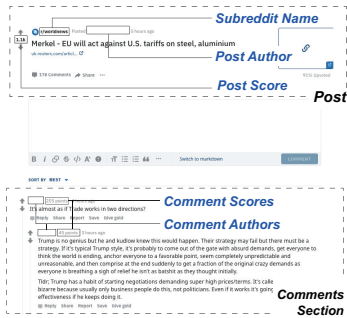 Subreddit Name
r/worldnews Posted 5 hours ago
Post Author
1.1k
Merkel - EU will act against U.S. tariffs on steel, aluminium
uk.reuters.com/articl...
Post Score
178 Comments Share ...
91% Upvoted
Post
B i A
Switch to markdown
COMMENT
SORT BY BEST
Comment Scores
It's almost as if Trade works in two directions?
Reply Share Report Save Give gold
Comment Authors
45 points 3 hours ago
Trump is no genius but he and kudlow knew this would happen. Their strategy may fail but there must be a
strategy. If it's typical Trump style, it's probably to come out of the gate with absurd demands, get everyone to
think the world is ending, anchor everyone to a favorable point, seem completely unpredictable and
unreasonable, and then comprise at the end suddenly to get a fraction of the original crazy demands as
everyone is breathing a sigh of relief he isn't as batshit as they thought initially.
Tldr; Trump has a habit of starting negotiations demanding super high prices/terms. It's calle
bizarre because usually only business people do this, not politicians. Even if it works it's goin
effectiveness if he keeps doing it.
Reply Share Report Save Give gold
Comments
Section